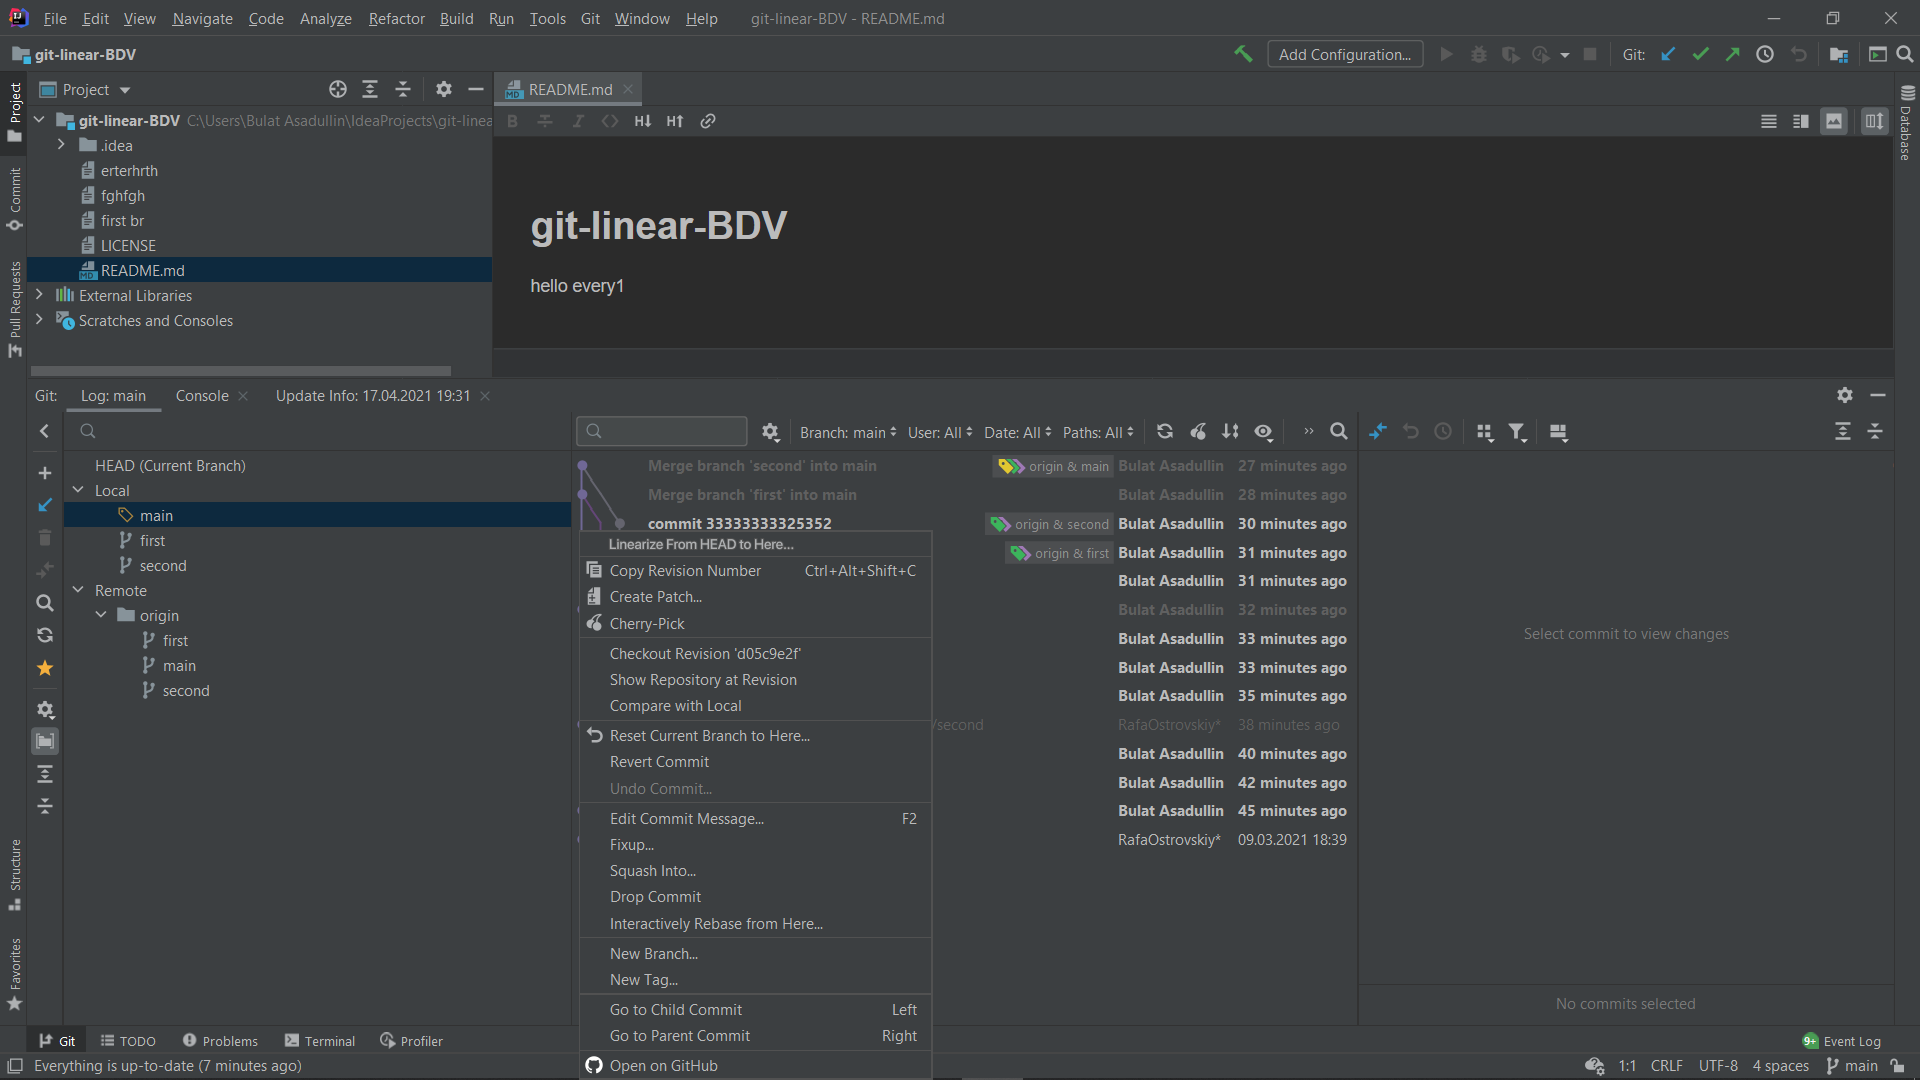 File Edit View Navigate Code Analyze Refactor Build Run Tools Git Window Help git-linear-BDV - README.md
git-linear-BDV Add Configuration... Git:
Project
README.md
git-linear-BDV C:\Users\Bulat Asadullin\IdeaProjects\git-linea
.idea
erterhrth
fghfgh
first br
LICENSE
README.md
External Libraries
Scratches and Consoles
Project
Commit
Pull Requests
Structure
Favorites
Database
B I H↓ H↑
git-linear-BDV
hello every1
Git: Log: main Console Update Info: 17.04.2021 19:31
Branch: main User: All Date: All Paths: All
HEAD (Current Branch)
Local
main
first
second
Remote
origin
first
main
second
Merge branch 'second' into main origin & main Bulat Asadullin 27 minutes ago
Merge branch 'first' into main Bulat Asadullin 28 minutes ago
commit 33333333325352 origin & second Bulat Asadullin 30 minutes ago
origin & first Bulat Asadullin 31 minutes ago
Bulat Asadullin 31 minutes ago
Bulat Asadullin 32 minutes ago
Bulat Asadullin 33 minutes ago
Bulat Asadullin 33 minutes ago
Bulat Asadullin 35 minutes ago
/second RafaOstrovskiy* 38 minutes ago
Bulat Asadullin 40 minutes ago
Bulat Asadullin 42 minutes ago
Bulat Asadullin 45 minutes ago
RafaOstrovskiy* 09.03.2021 18:39
Linearize From HEAD to Here...
Copy Revision Number Ctrl+Alt+Shift+C
Create Patch...
Cherry-Pick
Checkout Revision 'd05c9e2f'
Show Repository at Revision
Compare with Local
Reset Current Branch to Here...
Revert Commit
Undo Commit...
Edit Commit Message... F2
Fixup...
Squash Into...
Drop Commit
Interactively Rebase from Here...
New Branch...
New Tag...
Go to Child Commit Left
Go to Parent Commit Right
Open on GitHub
Select commit to view changes
No commits selected
Git TODO Problems Terminal Profiler 9+ Event Log
Everything is up-to-date (7 minutes ago) 1:1 CRLF UTF-8 4 spaces main